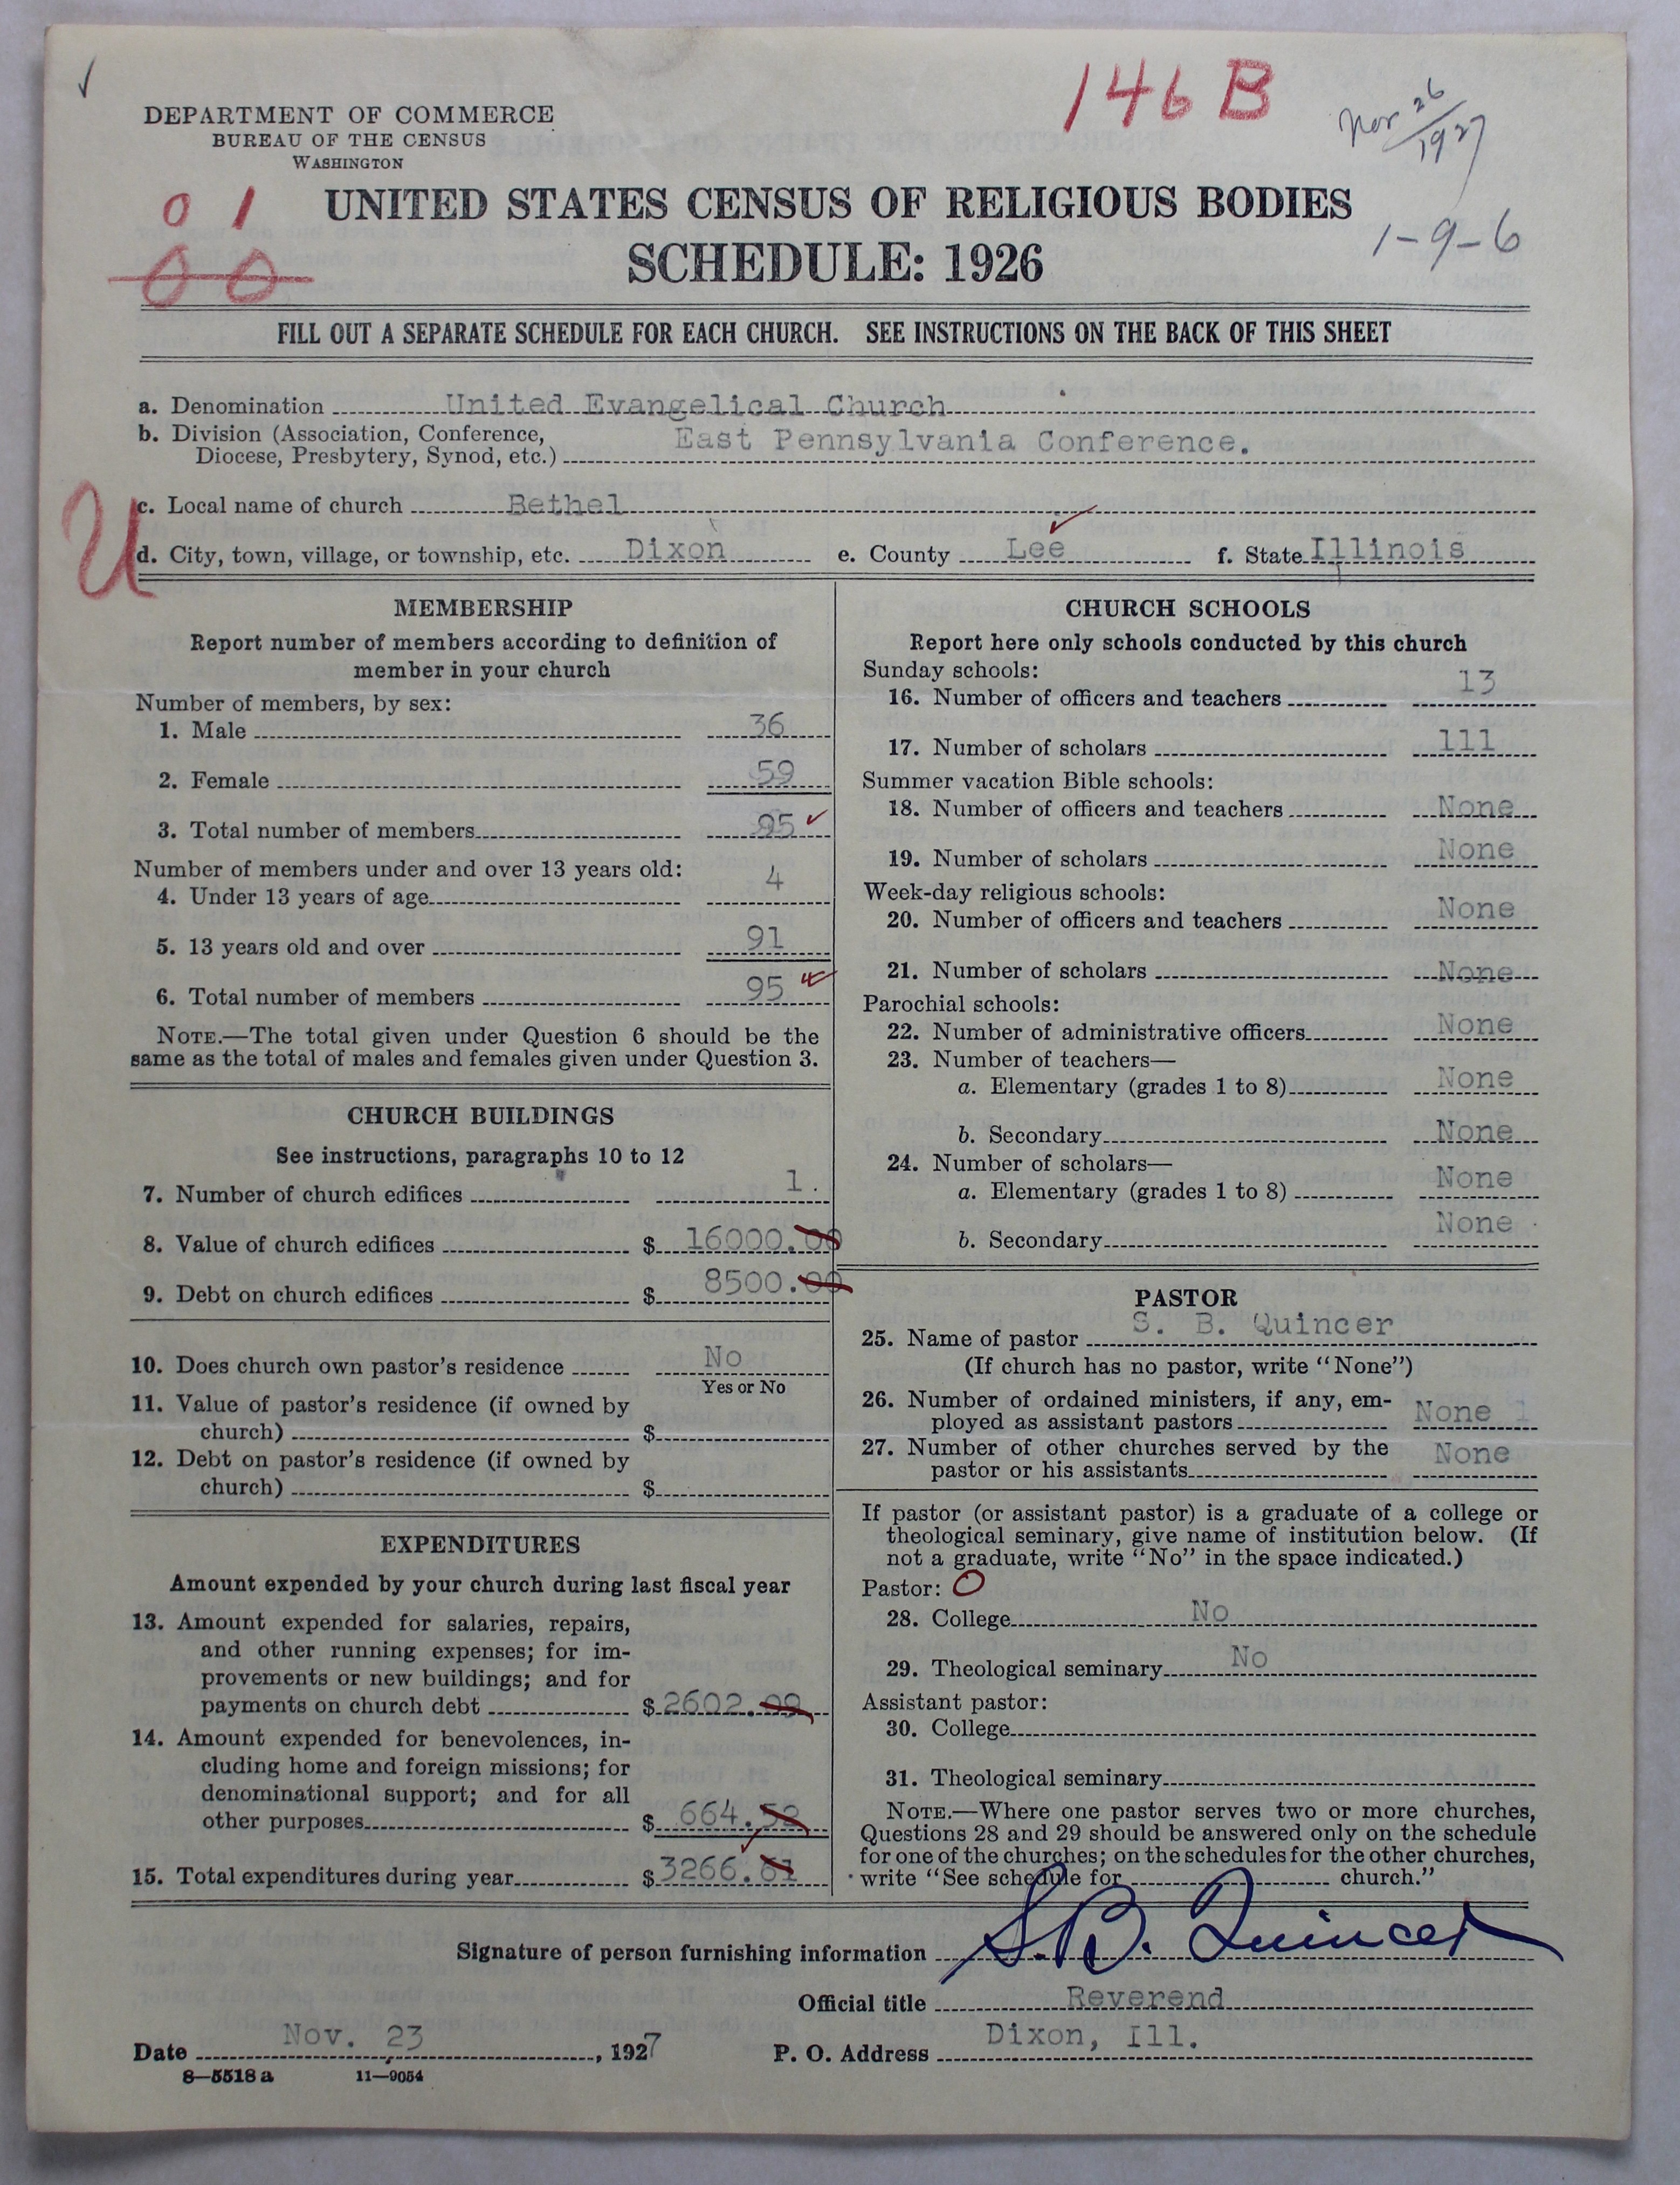 146 B
Nov 26
1927
DEPARTMENT OF COMMERCE
BUREAU OF THE CENSUS
WASHINGTON
0 1
UNITED STATES CENSUS OF RELIGIOUS BODIES
00
SCHEDULE: 1926
1-9-6
FILL OUT A SEPARATE SCHEDULE FOR EACH CHURCH. SEE INSTRUCTIONS ON THE BACK OF THIS SHEET
a. Denomination United Evangelical Church
b. Division (Association, Conference, East Pennsylvania Conference.
Diocese, Presbytery, Synod, etc.)
U
c. Local name of church Bethel
d. City, town, village, or township, etc. Dixon e. County Lee f. State Illinois
MEMBERSHIP
Report number of members according to definition of
member in your church
Number of members, by sex:
1. Male 36
2. Female 59
3. Total number of members 95
Number of members under and over 13 years old:
4. Under 13 years of age 4
5. 13 years old and over 91
6. Total number of members 95
NOTE.—The total given under Question 6 should be the
same as the total of males and females given under Question 3.
CHURCH BUILDINGS
See instructions, paragraphs 10 to 12
7. Number of church edifices 1.
8. Value of church edifices $ 16000.00
9. Debt on church edifices $ 8500.00
10. Does church own pastor's residence No
Yes or No
11. Value of pastor's residence (if owned by
church) $
12. Debt on pastor's residence (if owned by
church) $
EXPENDITURES
Amount expended by your church during last fiscal year
13. Amount expended for salaries, repairs,
and other running expenses; for im-
provements or new buildings; and for
payments on church debt $ 2602.09
14. Amount expended for benevolences, in-
cluding home and foreign missions; for
denominational support; and for all
other purposes $ 664.52
15. Total expenditures during year $ 3266.61
CHURCH SCHOOLS
Report here only schools conducted by this church
Sunday schools:
16. Number of officers and teachers 13
17. Number of scholars 111
Summer vacation Bible schools:
18. Number of officers and teachers None
19. Number of scholars None
Week-day religious schools:
20. Number of officers and teachers None
21. Number of scholars None
Parochial schools:
22. Number of administrative officers None
23. Number of teachers—
a. Elementary (grades 1 to 8) None
b. Secondary None
24. Number of scholars—
a. Elementary (grades 1 to 8) None
b. Secondary None
PASTOR
25. Name of pastor S. B. Quincer
(If church has no pastor, write "None")
26. Number of ordained ministers, if any, em-
ployed as assistant pastors None 1
27. Number of other churches served by the
pastor or his assistants None
If pastor (or assistant pastor) is a graduate of a college or
theological seminary, give name of institution below. (If
not a graduate, write "No" in the space indicated.)
Pastor: O
28. College No
29. Theological seminary No
Assistant pastor:
30. College
31. Theological seminary
NOTE.—Where one pastor serves two or more churches,
Questions 28 and 29 should be answered only on the schedule
for one of the churches; on the schedules for the other churches,
write "See schedule for church."
Signature of person furnishing information S. B. Quincer
Official title Reverend
Date Nov. 23, 1927 P. O. Address Dixon, Ill.
8—5518 a 11—9054